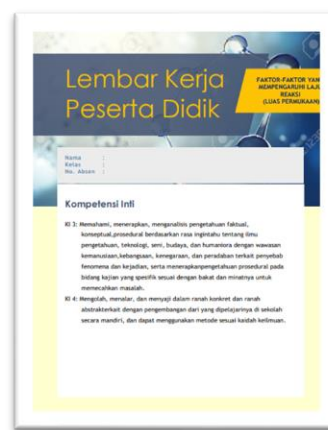 Lembar Kerja
Peserta Didik
FAKTOR-FAKTOR YAN
MEMPENGARUHI LAJU
REAKSI
(LUAS PERMUKAAN)
Nama :
Kelas :
No. Absen :
Kompetensi Inti
KI 3: Memahami, menerapkan, menganalisis pengetahuan faktual,
konseptual,prosedural berdasarkan rasa ingintahu tentang ilmu
pengetahuan, teknologi, seni, budaya, dan humaniora dengan wawasan
kemanusiaan,kebangsaan, kenegaraan, dan peradaban terkait penyebab
fenomena dan kejadian, serta menerapkanpengetahuan prosedural pada
bidang kajian yang spesifik sesuai dengan bakat dan minatnya untuk
memecahkan masalah.
KI 4: Mengolah, menalar, dan menyaji dalam ranah konkret dan ranah
abstrakterkait dengan pengembangan dari yang dipelajarinya di sekolah
secara mandiri, dan dapat menggunakan metode sesuai kaidah keilmuan.